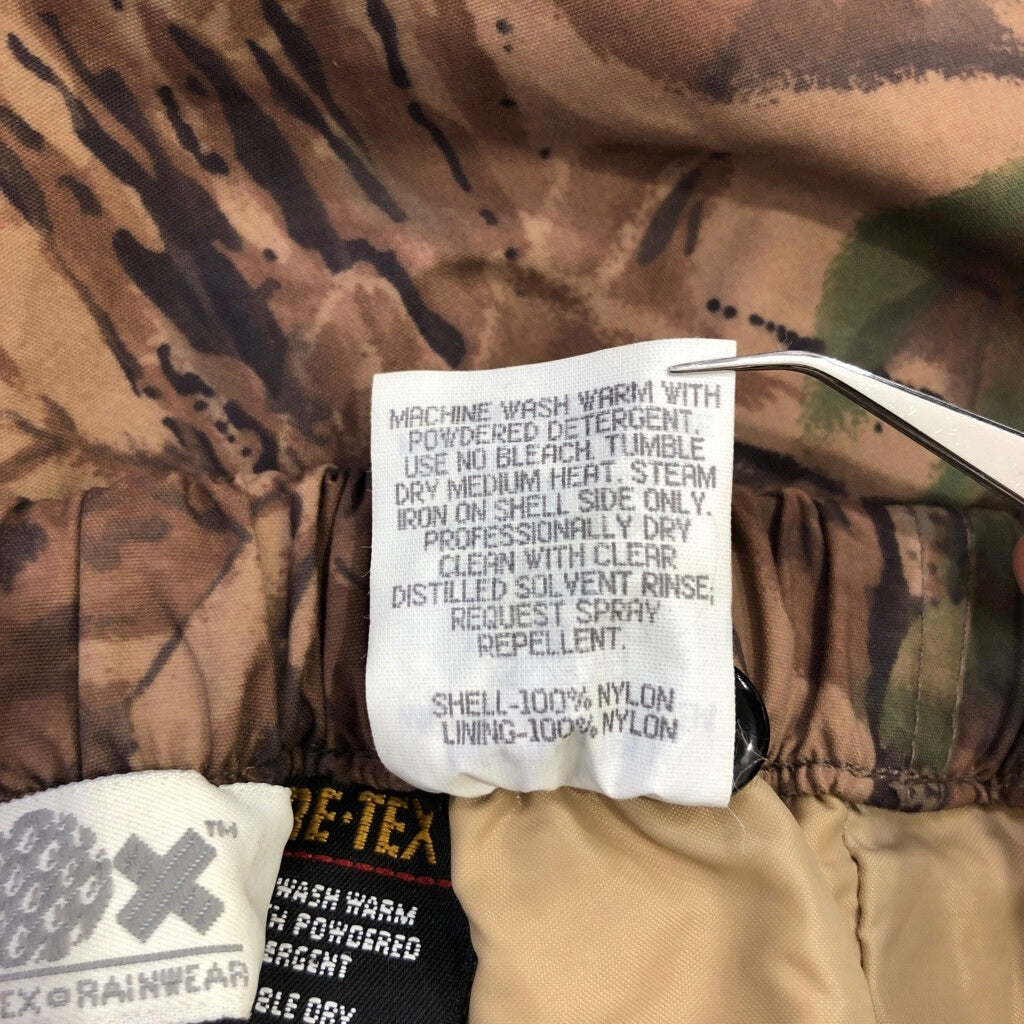 MACHINE WASH WARM WITH
POWDERED DETERGENT.
USE NO BLEACH. TUMBLE
DRY MEDIUM HEAT. STEAM
IRON ON SHELL SIDE ONLY.
PROFESSIONALLY DRY
CLEAN WITH CLEAR
DISTILLED SOLVENT RINSE;
REQUEST SPRAY
REPELLENT.
SHELL-100% NYLON
LINING-100% NYLON
TM
EX RAINWEAR
RE-TEX
WASH WARM
H POWDERED
ERGENT
BLE DRY